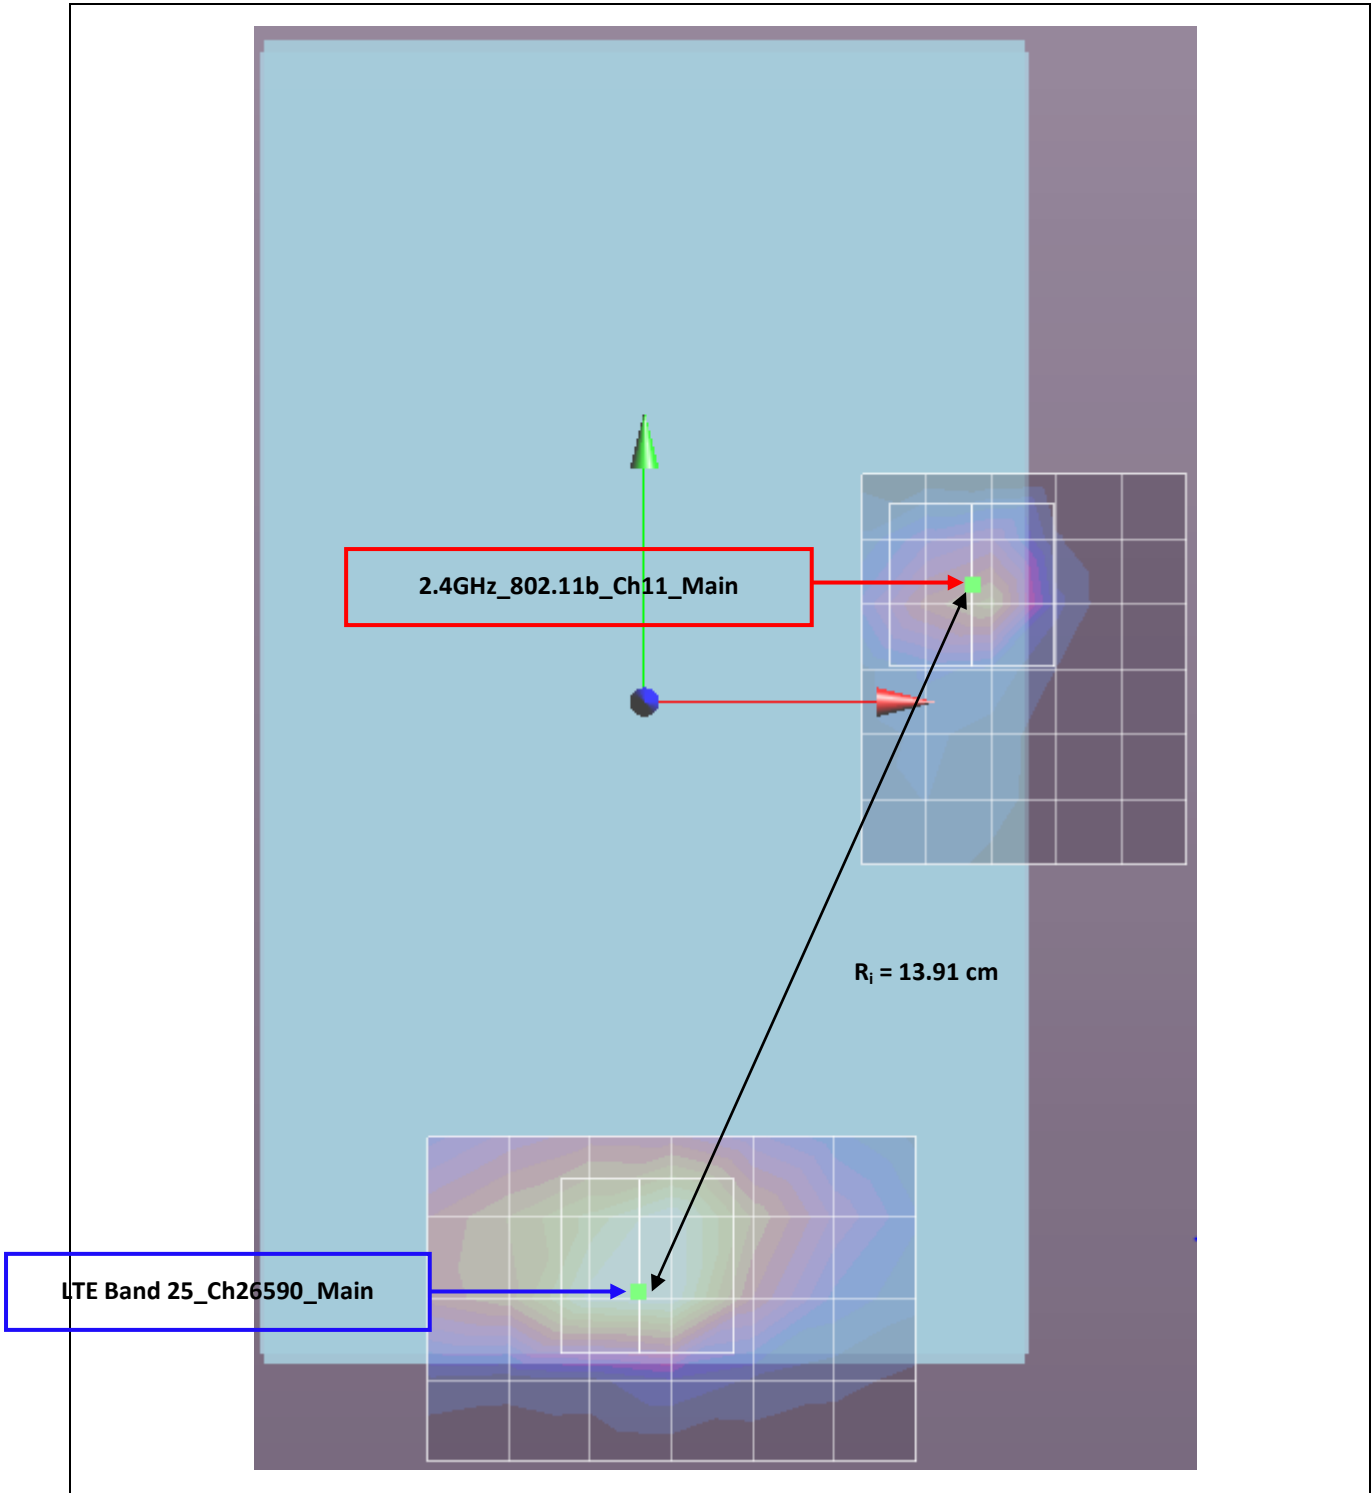 2.4GHz_802.11b_Ch11_Main
Rᵢ = 13.91 cm
LTE Band 25_Ch26590_Main